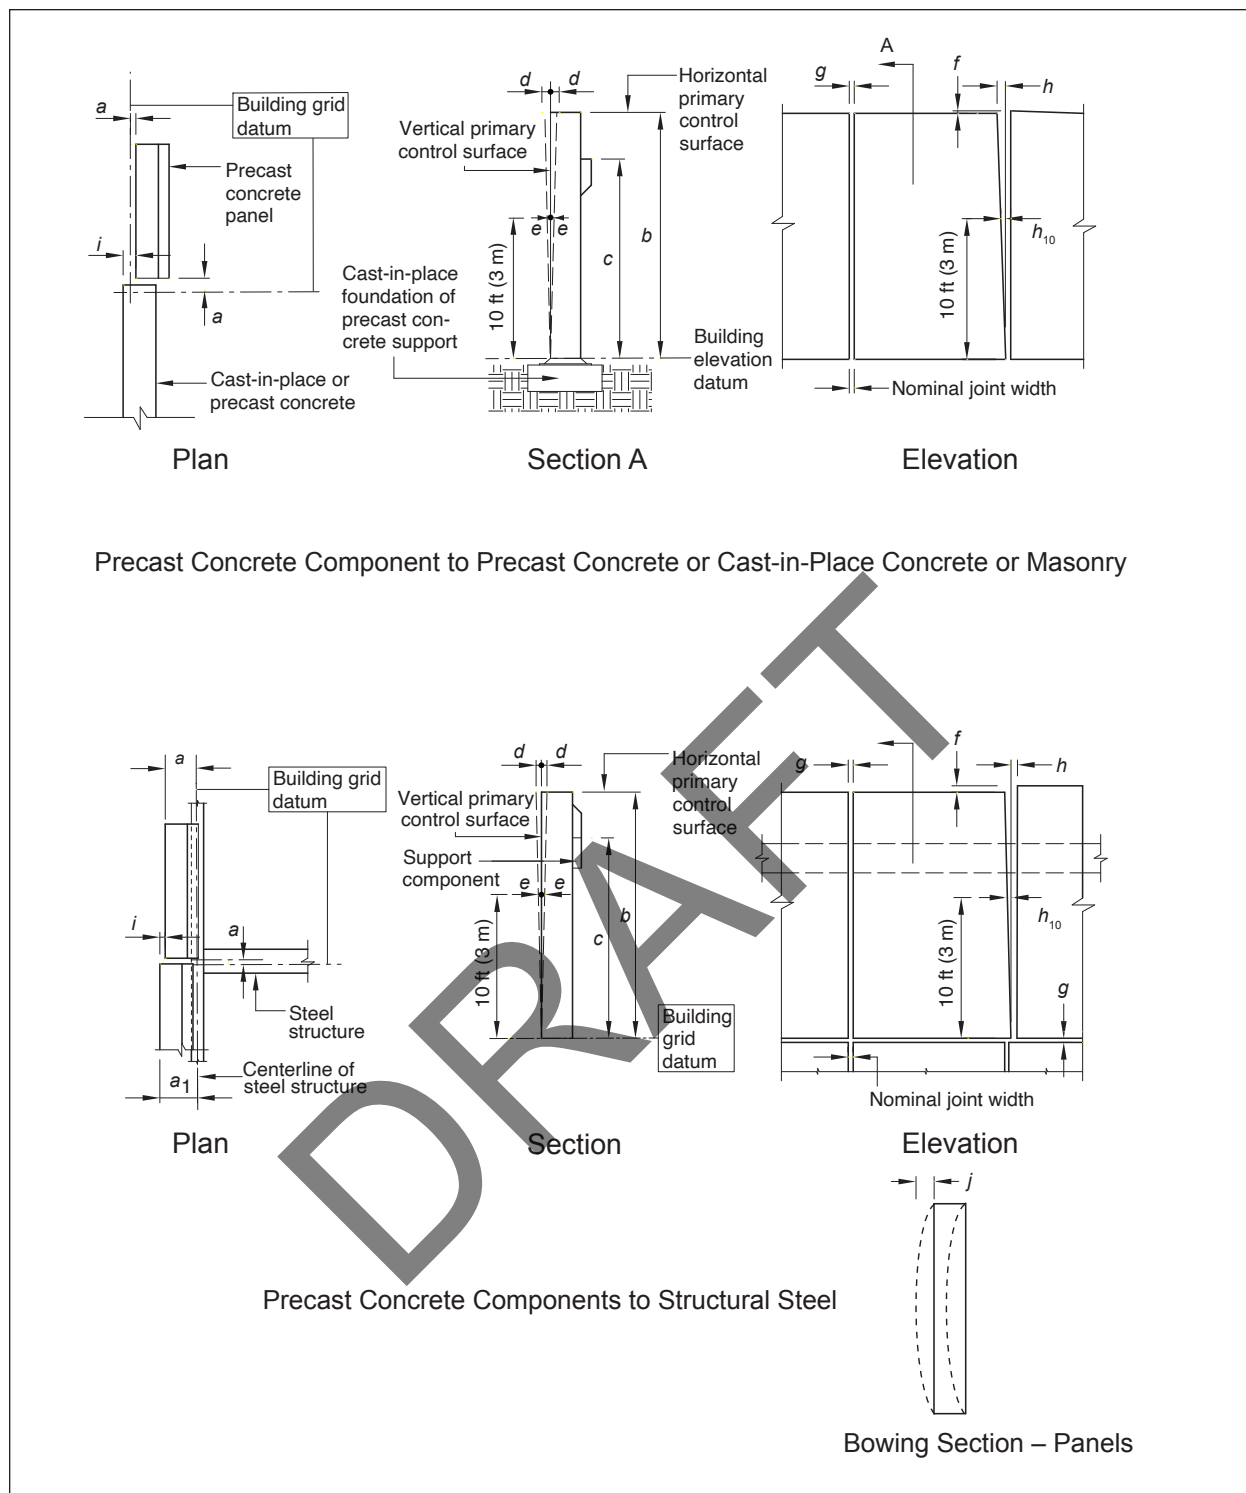 a
Building grid
datum
Precast
concrete
panel
i
a
Cast-in-place or
precast concrete
Plan
d d
Horizontal
primary
control
surface
Vertical primary
control surface
e e
b
c
10 ft (3 m)
Cast-in-place
foundation of
precast con-
crete support
Building
elevation
datum
Section A
A
g
f
h
h10
10 ft (3 m)
Nominal joint width
Elevation
Precast Concrete Component to Precast Concrete or Cast-in-Place Concrete or Masonry
DRAFT
a
Building grid
datum
i
a
Steel
structure
Centerline of
steel structure
a1
Plan
d d
Horizontal
primary
control
surface
Vertical primary
control surface
Support
component
e e
b
c
10 ft (3 m)
Building
grid
datum
Section
g
f
h
h10
10 ft (3 m)
g
Nominal joint width
Elevation
j
Precast Concrete Components to Structural Steel
Bowing Section – Panels